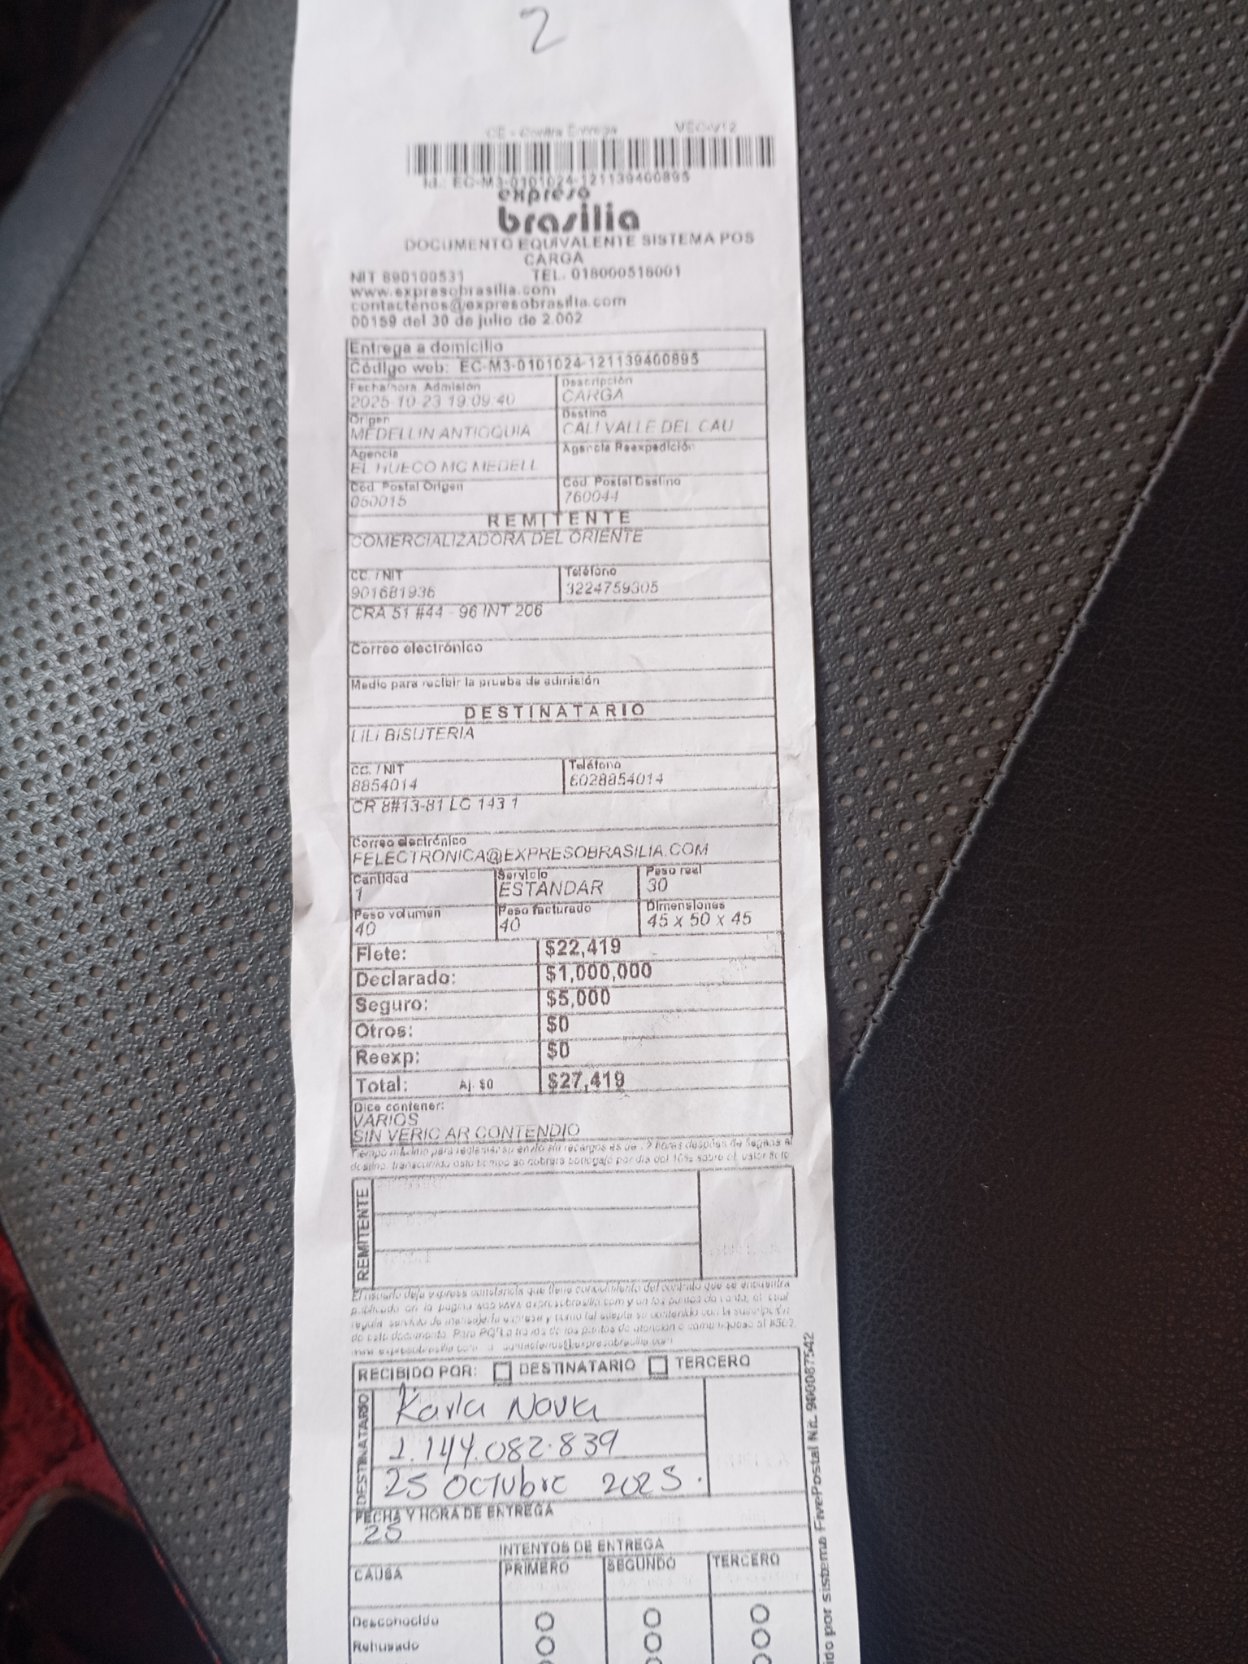 2
CE - Contra Entrega VEC-V12
Id.: EC-M3-0101024-121139400895
expreso
brasilia
DOCUMENTO EQUIVALENTE SISTEMA POS
CARGA
NIT 890100531 TEL. 018000518001
www.expresobrasilia.com
contactenos@expresobrasilia.com
00159 del 30 de julio de 2.002
Entrega a domicilio
Código web: EC-M3-0101024-121139400895
Fecha/hora Admisión Descripción
2025-10-23 19:09:40 CARGA
Origen Destino
MEDELLIN ANTIOQUIA CALI VALLE DEL CAU
Agencia Agencia Reexpedición
EL HUECO MC MEDELL
Cod. Postal Origen Cód. Postal Destino
050015 760044
REMITENTE
COMERCIALIZADORA DEL ORIENTE
CC. / NIT Teléfono
901681936 3224759305
CRA 51 #44 - 96 INT 206
Correo electrónico
Medio para recibir la prueba de admisión
DESTINATARIO
LILI BISUTERIA
CC. / NIT Teléfono
8854014 6028854014
CR 8#13-81 LC 143 1
Correo electrónico
FELECTRONICA@EXPRESOBRASILIA.COM
Cantidad Servicio Peso real
1 ESTANDAR 30
Peso volumen Peso facturado Dimensiones
40 40 45 x 50 x 45
Flete: $22,419
Declarado: $1,000,000
Seguro: $5,000
Otros: $0
Reexp: $0
Total: Aj. $0 $27,419
Dice contener:
VARIOS
SIN VERIC AR CONTENDIO
REMITENTE
RECIBIDO POR: DESTINATARIO TERCERO
DESTINATARIO
Karla Nova
1.144.082.839
25 Octubre 2025.
FECHA Y HORA DE ENTREGA
25
INTENTOS DE ENTREGA
CAUSA PRIMERO SEGUNDO TERCERO
Desconocido
Rehusado
do por sistema FivePostal Nit. 900087542